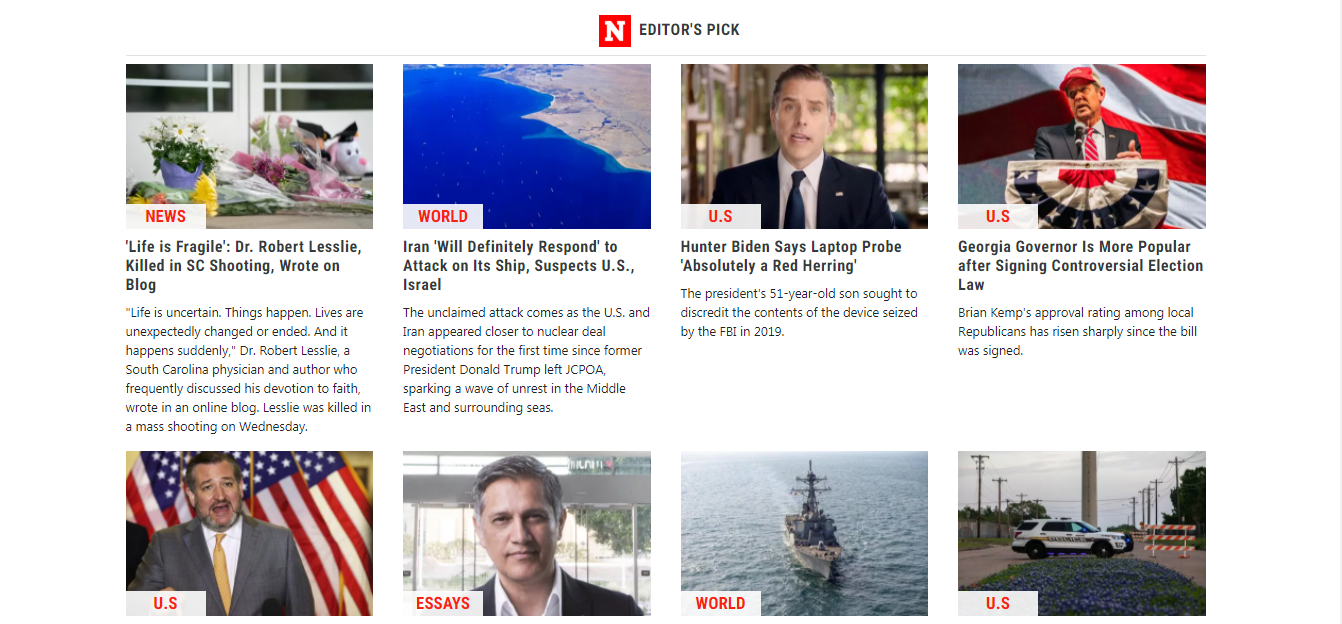 N EDITOR'S PICK
NEWS
'Life is Fragile': Dr. Robert Lesslie,
Killed in SC Shooting, Wrote on
Blog
"Life is uncertain. Things happen. Lives are
unexpectedly changed or ended. And it
happens suddenly," Dr. Robert Lesslie, a
South Carolina physician and author who
frequently discussed his devotion to faith,
wrote in an online blog. Lesslie was killed in
a mass shooting on Wednesday.
WORLD
Iran 'Will Definitely Respond' to
Attack on Its Ship, Suspects U.S.,
Israel
The unclaimed attack comes as the U.S. and
Iran appeared closer to nuclear deal
negotiations for the first time since former
President Donald Trump left JCPOA,
sparking a wave of unrest in the Middle
East and surrounding seas.
U.S
Hunter Biden Says Laptop Probe
'Absolutely a Red Herring'
The president's 51-year-old son sought to
discredit the contents of the device seized
by the FBI in 2019.
U.S
Georgia Governor Is More Popular
after Signing Controversial Election
Law
Brian Kemp's approval rating among local
Republicans has risen sharply since the bill
was signed.
U.S
ESSAYS
WORLD
U.S